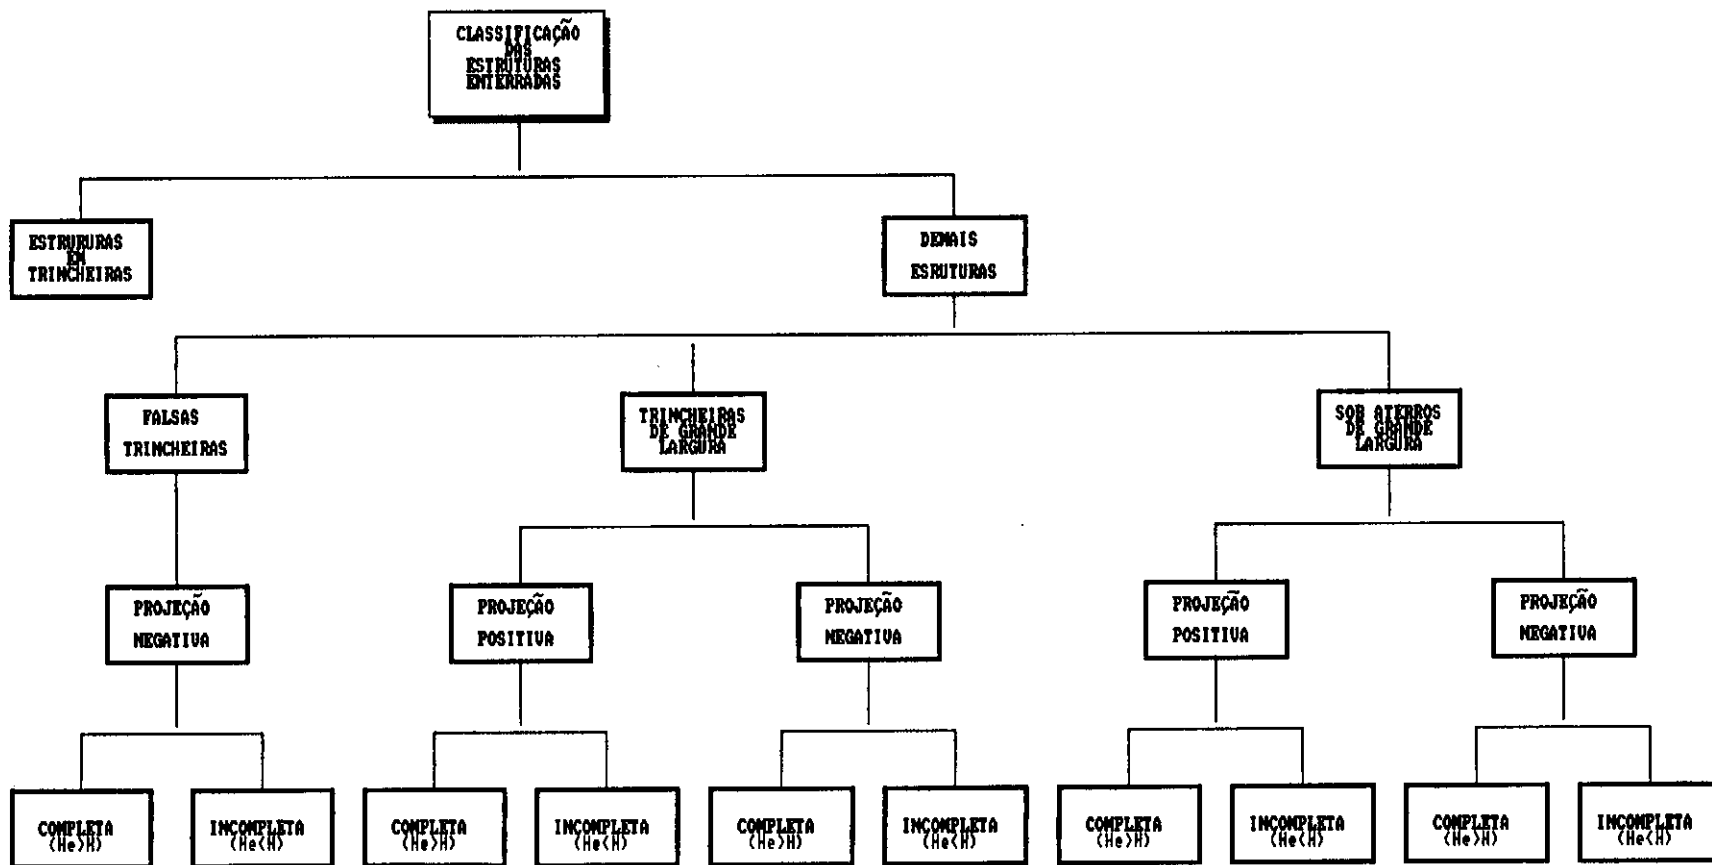 CLASSIFICAÇÃO
DAS
ESTRUTURAS
ENTERRADAS
ESTRURURAS
EM
TRINCHEIRAS
DEMAIS
ESRUTURAS
FALSAS
TRINCHEIRAS
TRINCHEIRAS
DE GRANDE
LARGURA
SOB ATERROS
DE GRANDE
LARGURA
PROJEÇÃO
NEGATIVA
PROJEÇÃO
POSITIVA
PROJEÇÃO
NEGATIVA
PROJEÇÃO
POSITIVA
PROJEÇÃO
NEGATIVA
COMPLETA
(He>H)
INCOMPLETA
(He<H)
COMPLETA
(He>H)
INCOMPLETA
(He<H)
COMPLETA
(He>H)
INCOMPLETA
(He<H)
COMPLETA
(He>H)
INCOMPLETA
(He<H)
COMPLETA
(He>H)
INCOMPLETA
(He<H)